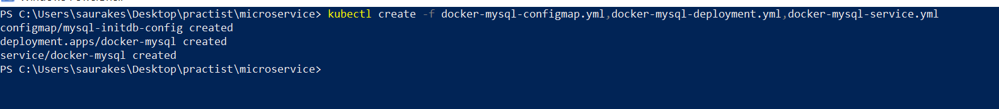 PS C:\Users\saurakes\Desktop\practist\microservice> kubectl create -f docker-mysql-configmap.yml,docker-mysql-deployment.yml,docker-mysql-service.yml
configmap/mysql-initdb-config created
deployment.apps/docker-mysql created
service/docker-mysql created
PS C:\Users\saurakes\Desktop\practist\microservice>